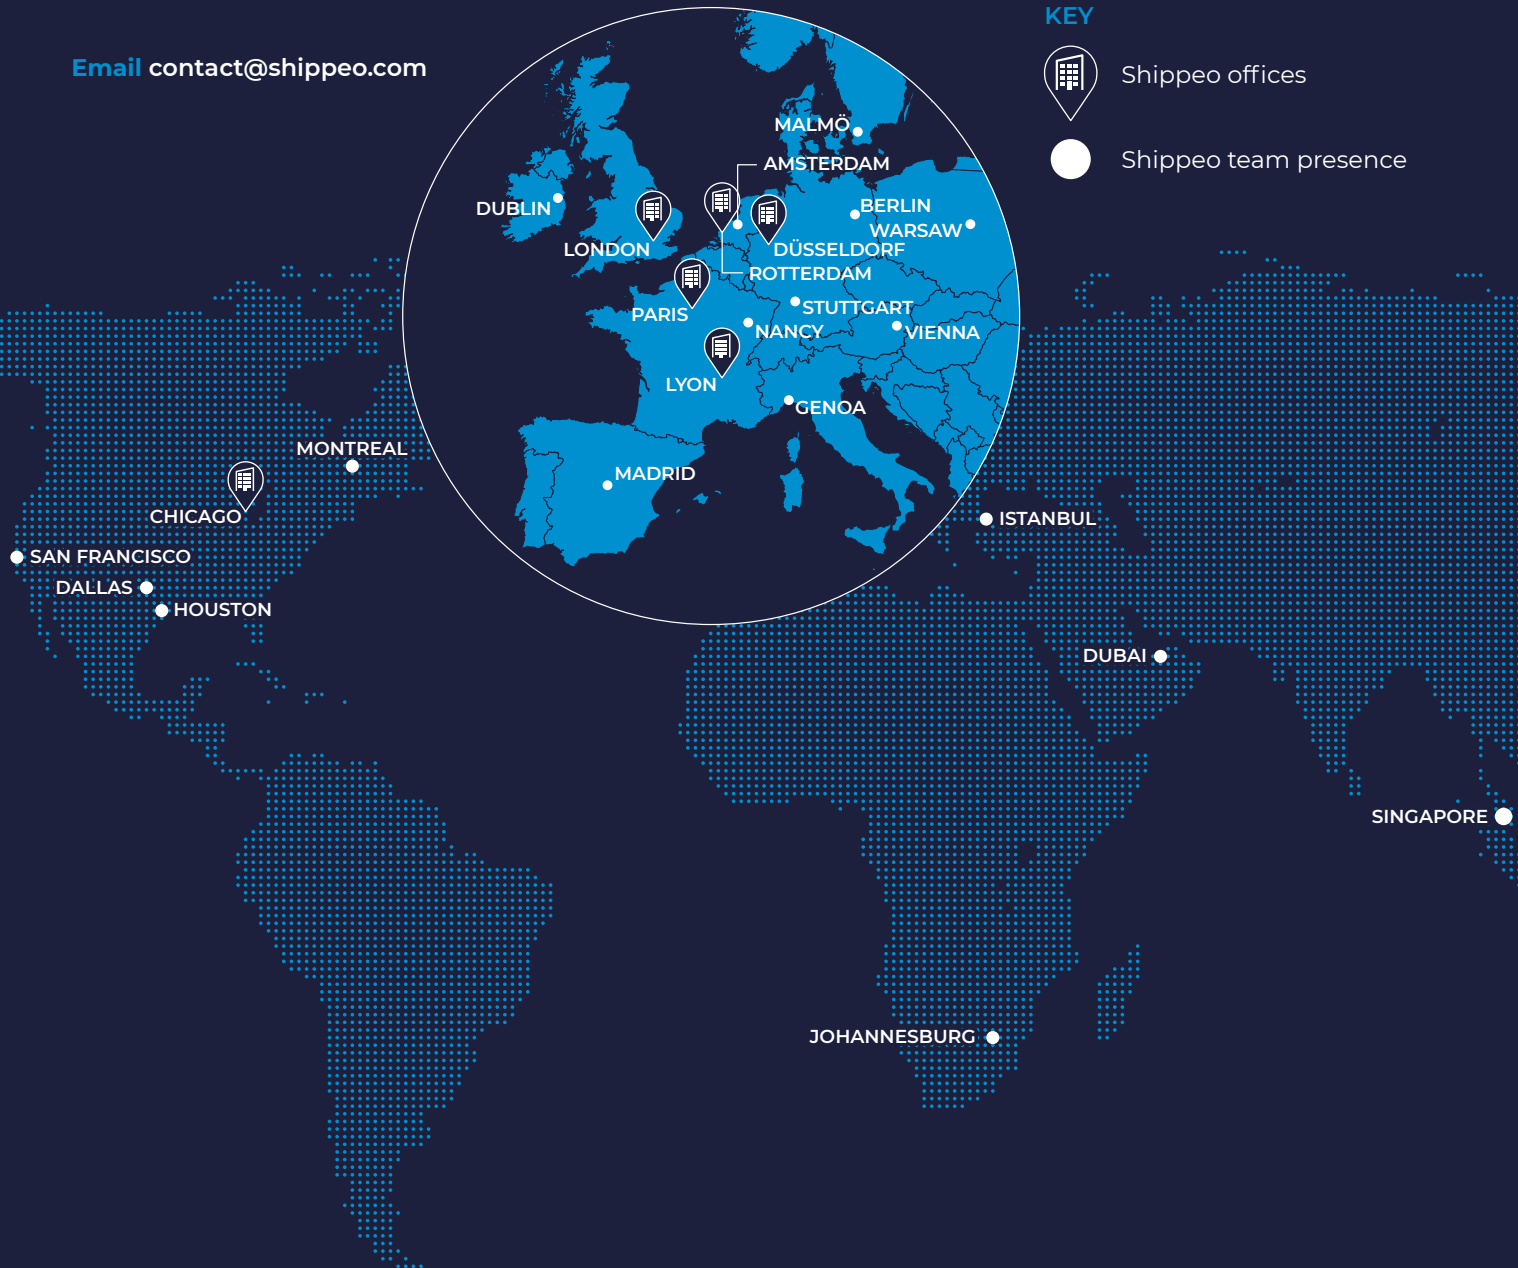 KEY
Email contact@shippeo.com
Shippeo offices
Shippeo team presence
MALMÖ
AMSTERDAM
DUBLIN
BERLIN
WARSAW
LONDON
DÜSSELDORF
ROTTERDAM
PARIS
STUTTGART
NANCY
VIENNA
LYON
GENOA
MADRID
MONTREAL
CHICAGO
ISTANBUL
SAN FRANCISCO
DALLAS
HOUSTON
DUBAI
SINGAPORE
JOHANNESBURG